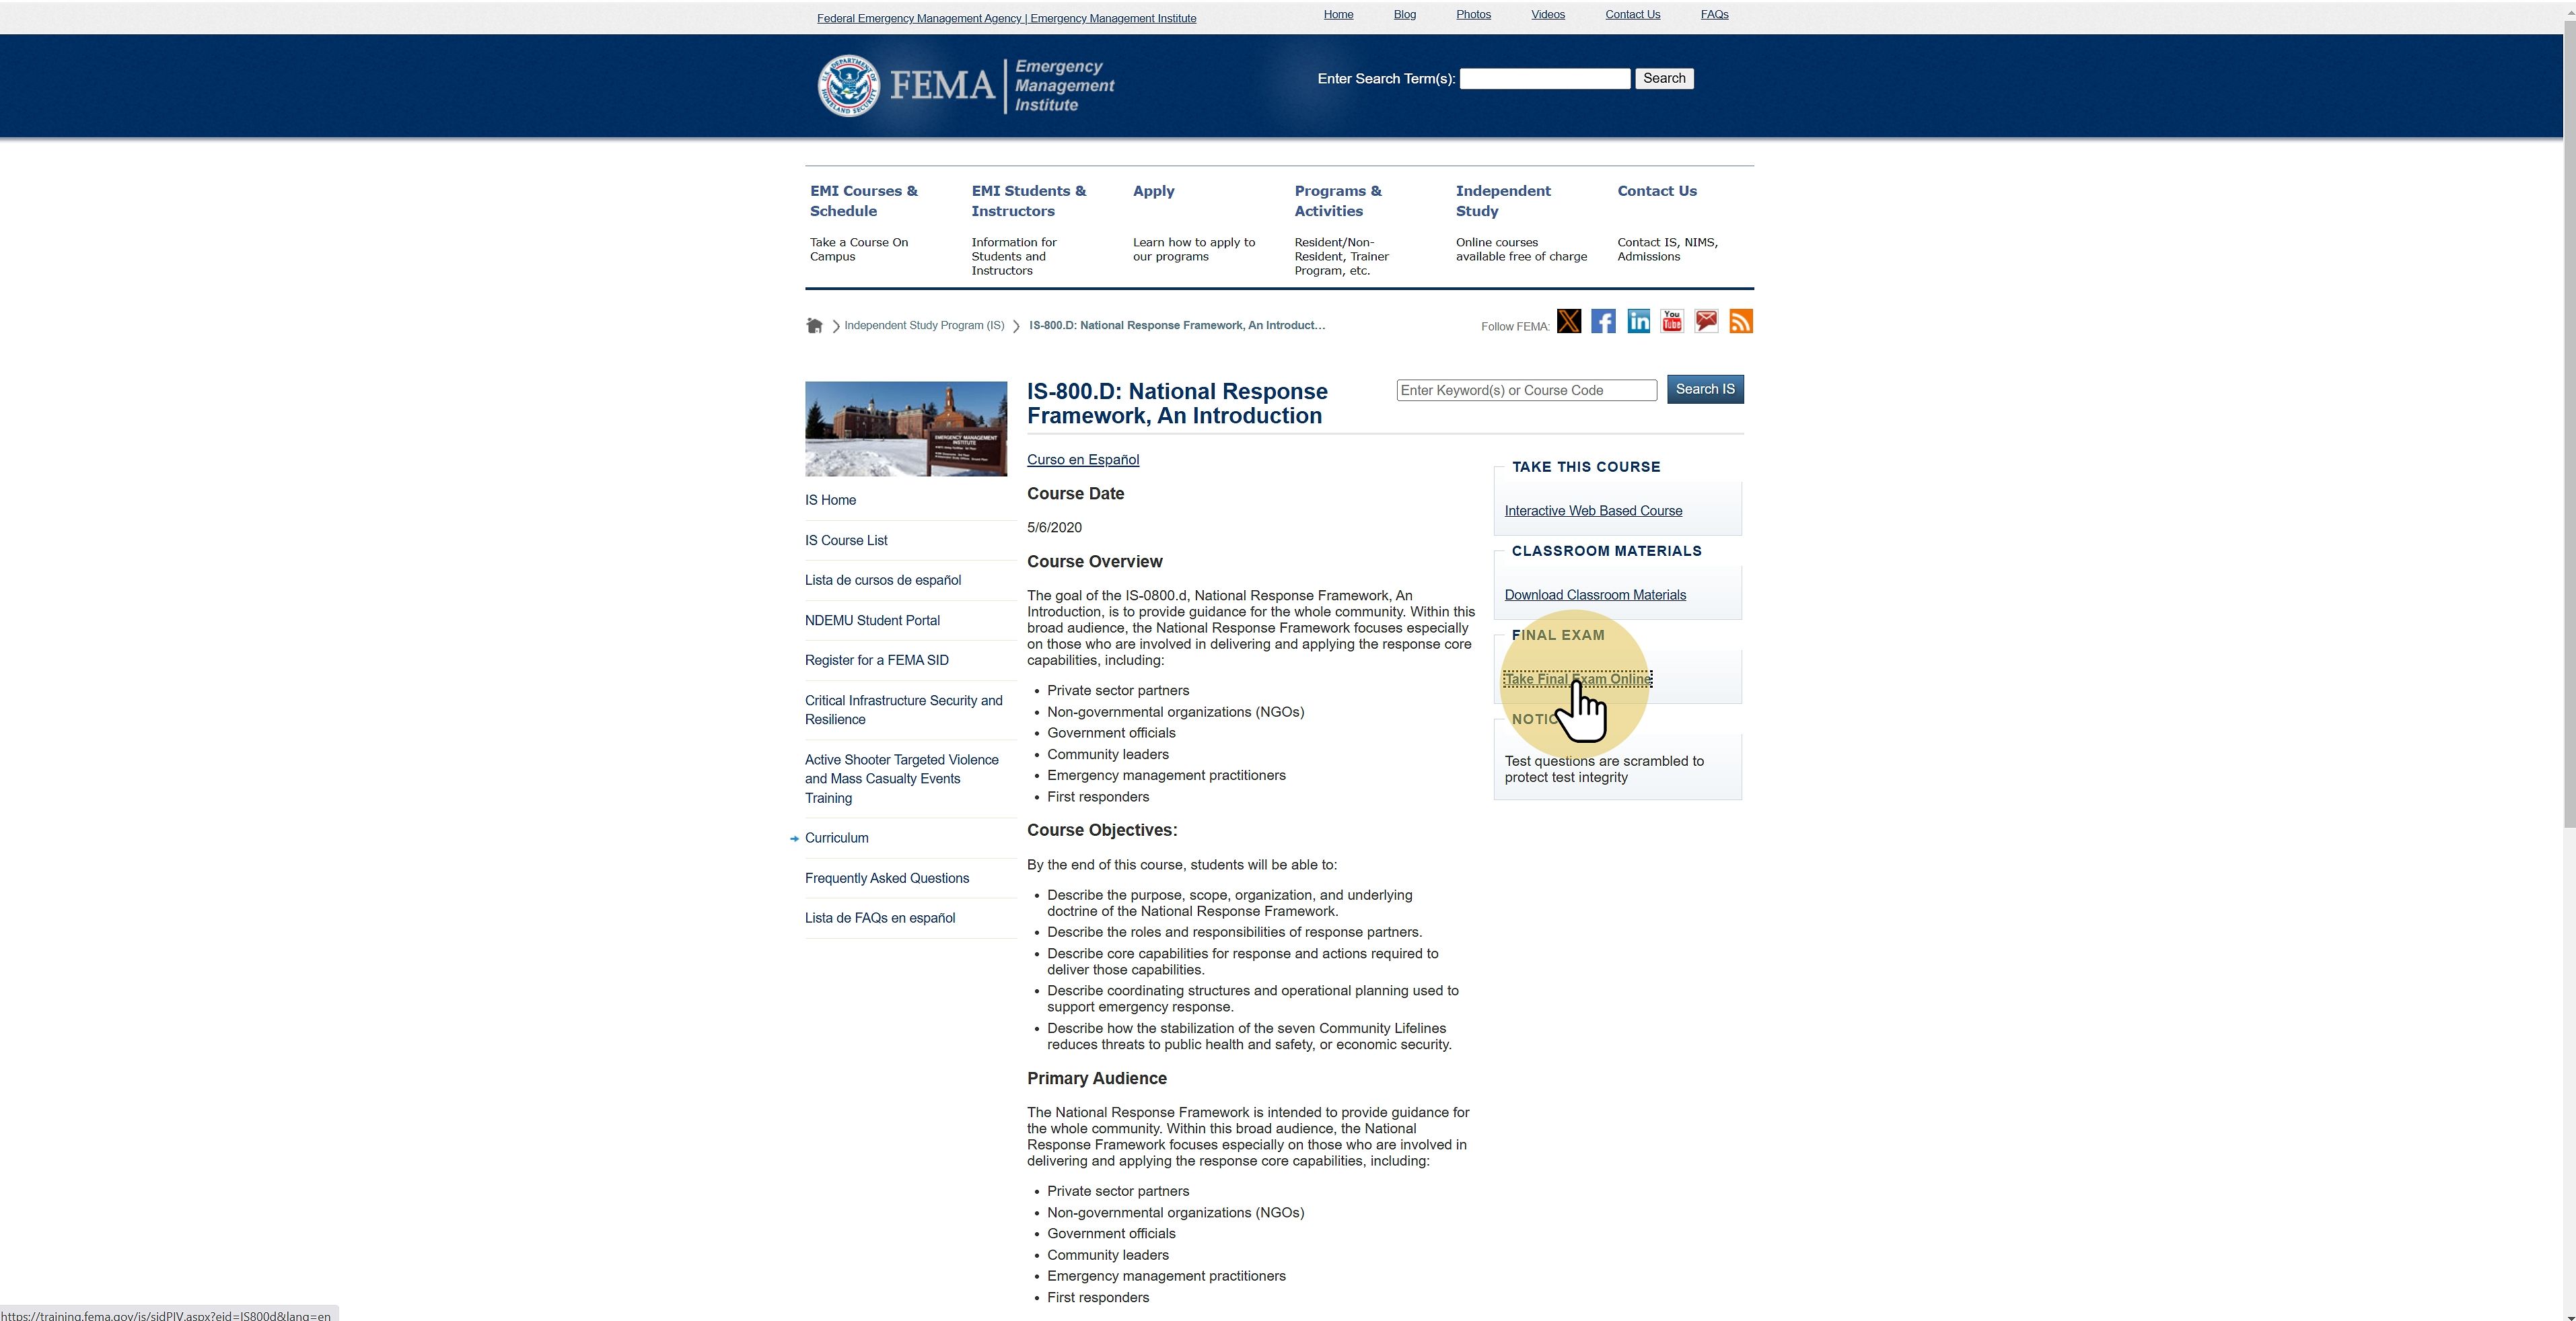 Federal Emergency Management Agency | Emergency Management Institute
Home Blog Photos Videos Contact Us FAQs
FEMA
Emergency
Management
Institute
Enter Search Term(s): Search
EMI Courses &
Schedule
Take a Course On
Campus
EMI Students &
Instructors
Information for
Students and
Instructors
Apply
Learn how to apply to
our programs
Programs &
Activities
Resident/Non-
Resident, Trainer
Program, etc.
Independent
Study
Online courses
available free of charge
Contact Us
Contact IS, NIMS,
Admissions
Independent Study Program (IS) IS-800.D: National Response Framework, An Introduct...
Follow FEMA:
You
Tube
EMERGENCY MANAGEMENT
INSTITUTE
IS Home
IS Course List
Lista de cursos de español
NDEMU Student Portal
Register for a FEMA SID
Critical Infrastructure Security and
Resilience
Active Shooter Targeted Violence
and Mass Casualty Events
Training
Curriculum
Frequently Asked Questions
Lista de FAQs en español
IS-800.D: National Response
Framework, An Introduction
Enter Keyword(s) or Course Code Search IS
Curso en Español
Course Date
5/6/2020
Course Overview
The goal of the IS-0800.d, National Response Framework, An
Introduction, is to provide guidance for the whole community. Within this
broad audience, the National Response Framework focuses especially
on those who are involved in delivering and applying the response core
capabilities, including:
• Private sector partners
• Non-governmental organizations (NGOs)
• Government officials
• Community leaders
• Emergency management practitioners
• First responders
Course Objectives:
By the end of this course, students will be able to:
• Describe the purpose, scope, organization, and underlying
doctrine of the National Response Framework.
• Describe the roles and responsibilities of response partners.
• Describe core capabilities for response and actions required to
deliver those capabilities.
• Describe coordinating structures and operational planning used to
support emergency response.
• Describe how the stabilization of the seven Community Lifelines
reduces threats to public health and safety, or economic security.
Primary Audience
The National Response Framework is intended to provide guidance for
the whole community. Within this broad audience, the National
Response Framework focuses especially on those who are involved in
delivering and applying the response core capabilities, including:
• Private sector partners
• Non-governmental organizations (NGOs)
• Government officials
• Community leaders
• Emergency management practitioners
• First responders
TAKE THIS COURSE
Interactive Web Based Course
CLASSROOM MATERIALS
Download Classroom Materials
FINAL EXAM
Take Final Exam Online
NOTIC
Test questions are scrambled to
protect test integrity
https://training.fema.gov/is/sidPIV.aspx?eid=IS800d&lang=en